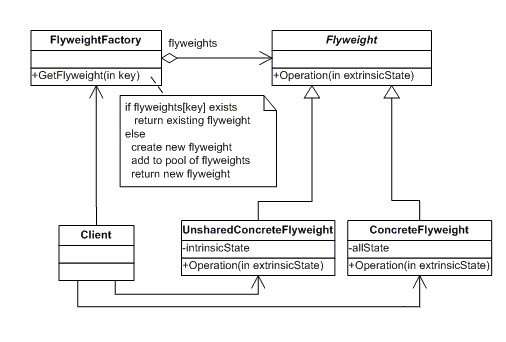 FlyweightFactory
flyweights
Flyweight
+GetFlyweight(in key)
+Operation(in extrinsicState)
if flyweights[key] exists
return existing flyweight
else
create new flyweight
add to pool of flyweights
return new flyweight
Client
UnsharedConcreteFlyweight
-intrinsicState
+Operation(in extrinsicState)
ConcreteFlyweight
-allState
+Operation(in extrinsicState)